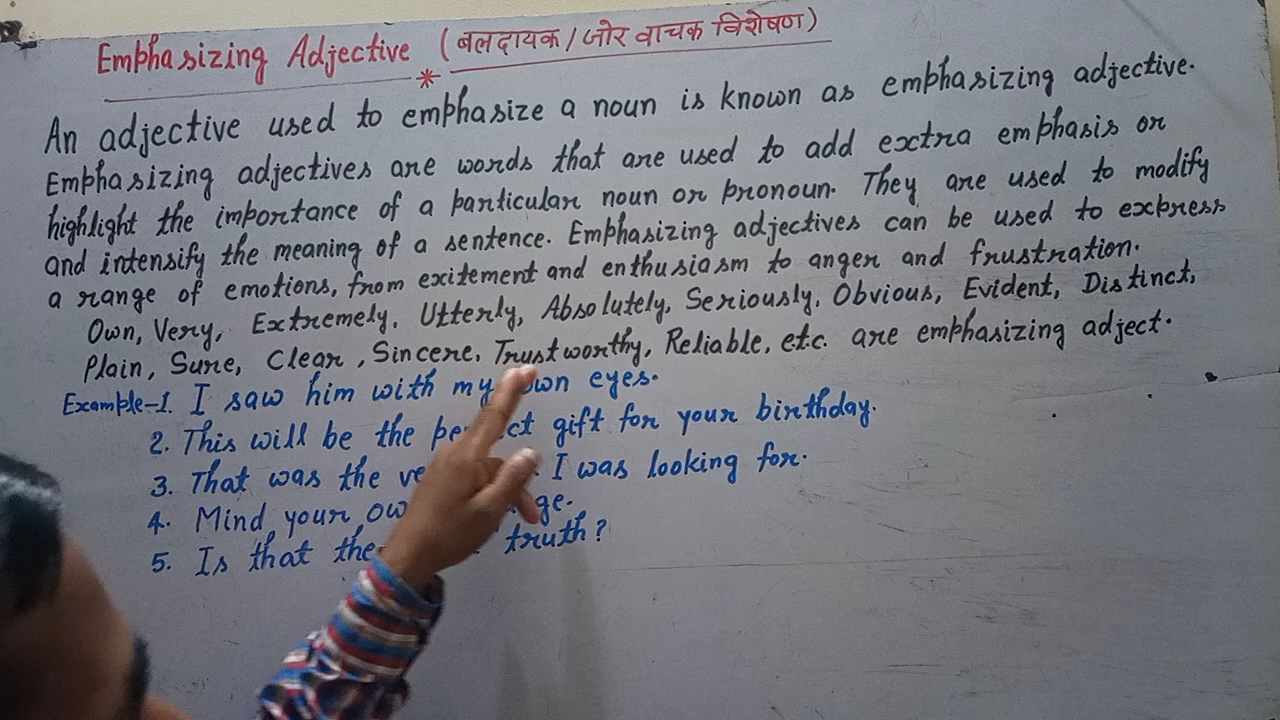 Emphasizing Adjective (बलदायक/जोर वाचक विशेषण)
*
An adjective used to emphasize a noun is known as emphasizing adjective.
Emphasizing adjectives are words that are used to add extra emphasis or
highlight the importance of a particular noun or pronoun. They are used to modify
and intensify the meaning of a sentence. Emphasizing adjectives can be used to express
a range of emotions, from exitement and enthusiasm to anger and frustration.
Own, Very, Extremely, Utterly, Absolutely, Seriously, Obvious, Evident, Distinct,
Plain, Sure, Clear, Sincere, Trustworthy, Reliable, etc. are emphasizing adject.
Example-1. I saw him with my own eyes.
2. This will be the perfect gift for your birthday.
3. That was the I was looking for.
4. Mind your
5. Is that the truth?